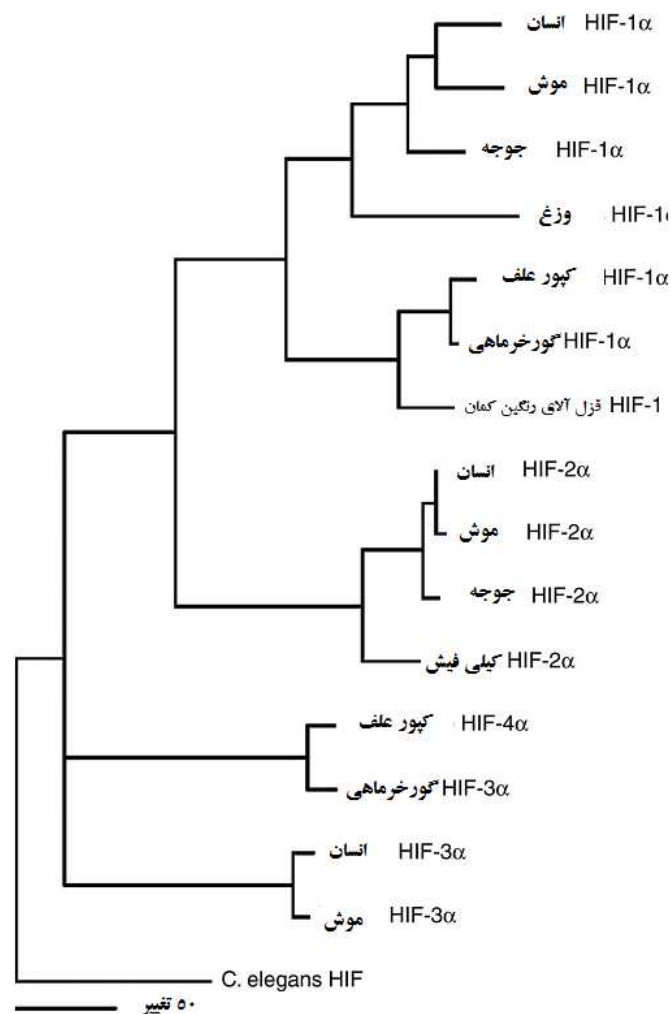 انسان HIF-1α
موش HIF-1α
جوجه HIF-1α
وزغ HIF-1
کپور علف HIF-1α
گورخرماهی HIF-1α
قزل آلای رنگین کمان HIF-1
انسان HIF-2α
موش HIF-2α
جوجه HIF-2α
کیلی فیش HIF-2α
کپور علف HIF-4α
گورخرماهی HIF-3α
انسان HIF-3α
موش HIF-3α
C. elegans HIF
۵۰ تغییر